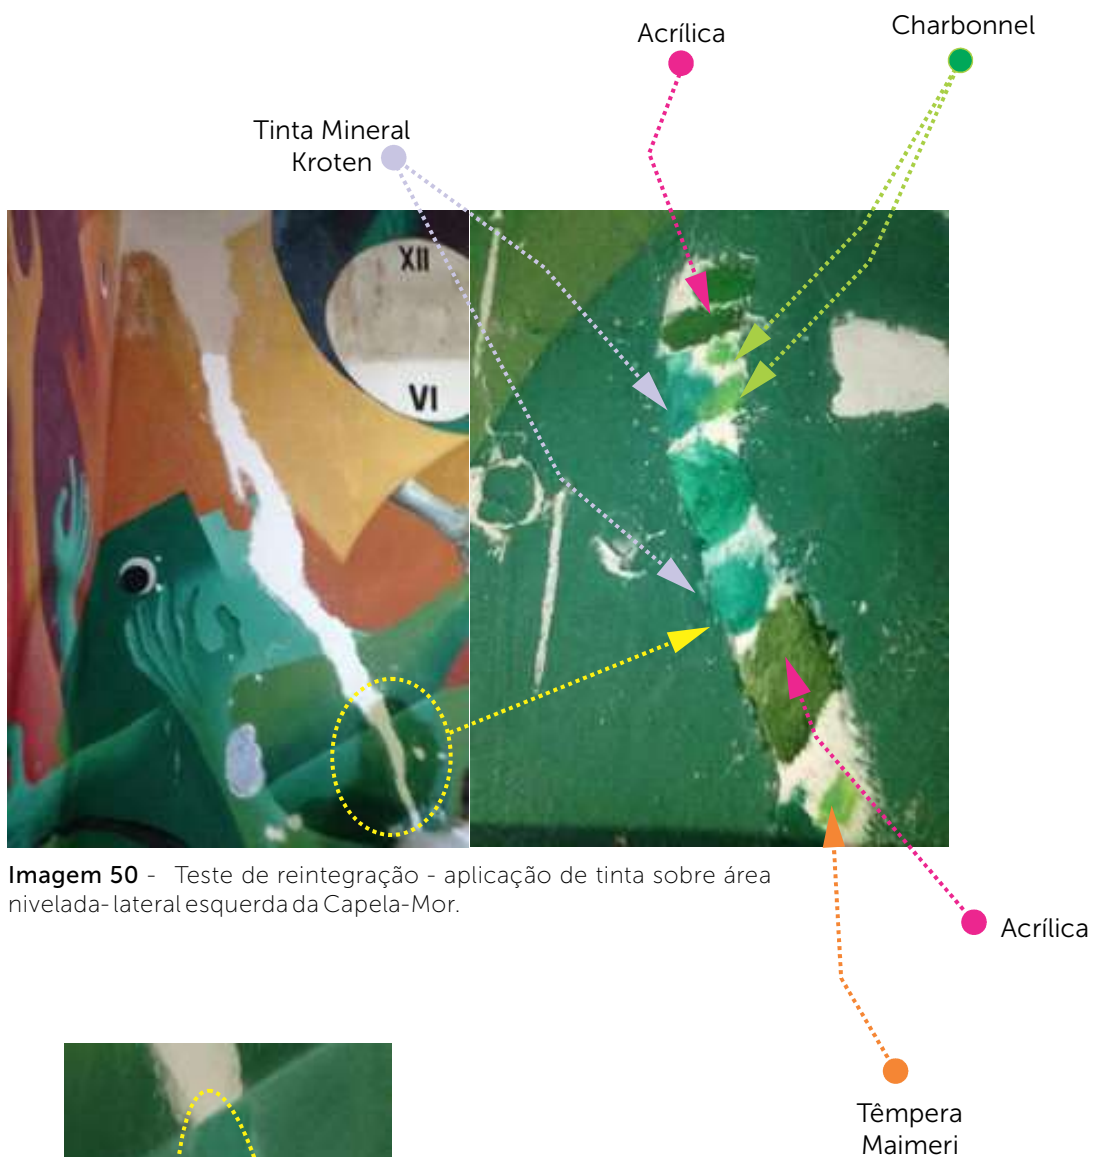 Acrílica
Charbonnel
Tinta Mineral
Kroten
XII
VI
Imagem 50 - Teste de reintegração - aplicação de tinta sobre área
nivelada-lateral esquerda da Capela-Mor.
Acrílica
Têmpera
Maimeri